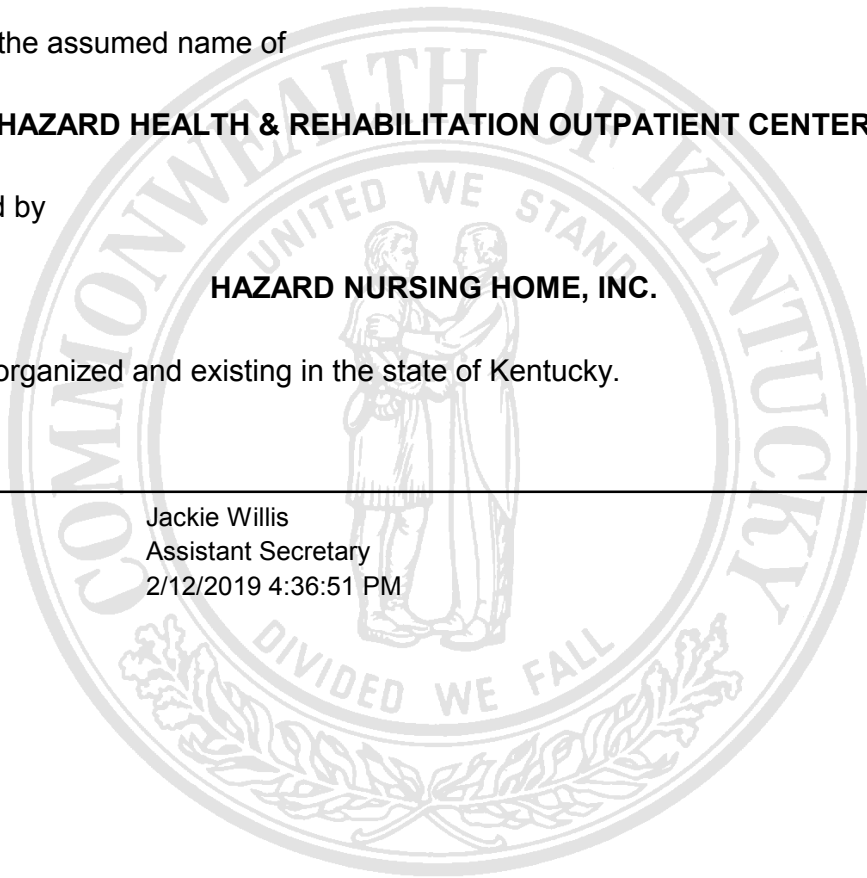 the assumed name of
HAZARD HEALTH & REHABILITATION OUTPATIENT CENTER
d by
HAZARD NURSING HOME, INC.
organized and existing in the state of Kentucky.
Jackie Willis
Assistant Secretary
2/12/2019 4:36:51 PM
COMMONWEALTH OF KENTUCKY
UNITED WE STAND
DIVIDED WE FALL